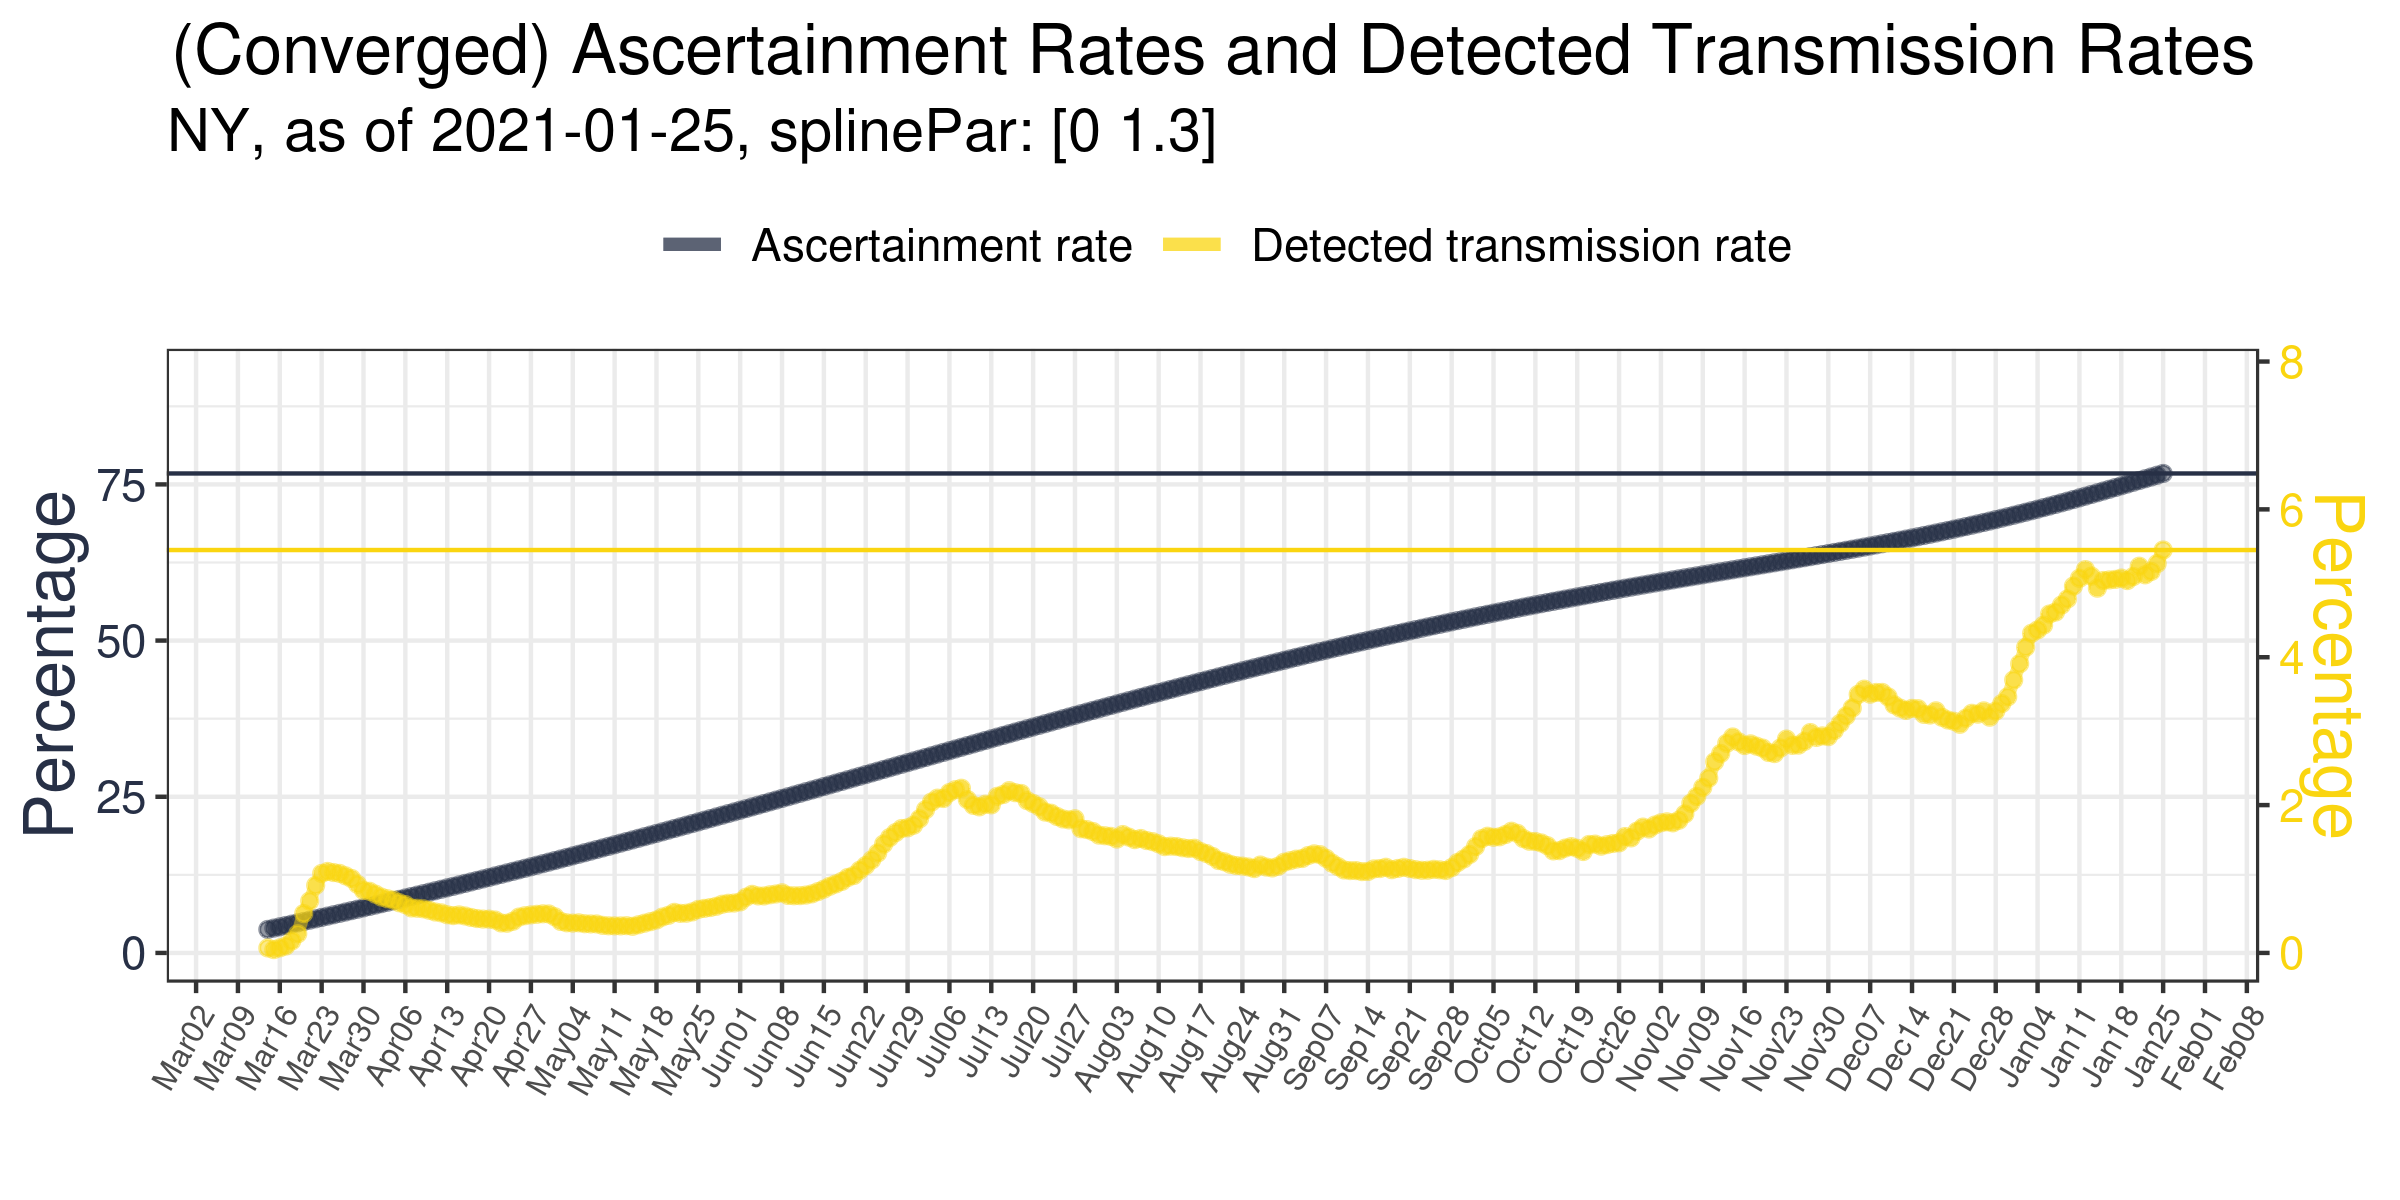 (Converged) Ascertainment Rates and Detected Transmission Rates
NY, as of 2021-01-25, splinePar: [0 1.3]
Ascertainment rate Detected transmission rate
Percentage
75
50
25
0
8
6
4
2
0
Percentage
Mar02 Mar09 Mar16 Mar23 Mar30 Apr06 Apr13 Apr20 Apr27 May04 May11 May18 May25 Jun01 Jun08 Jun15 Jun22 Jun29 Jul06 Jul13 Jul20 Jul27 Aug03 Aug10 Aug17 Aug24 Aug31 Sep07 Sep14 Sep21 Sep28 Oct05 Oct12 Oct19 Oct26 Nov02 Nov09 Nov16 Nov23 Nov30 Dec07 Dec14 Dec21 Dec28 Jan04 Jan11 Jan18 Jan25 Feb01 Feb08